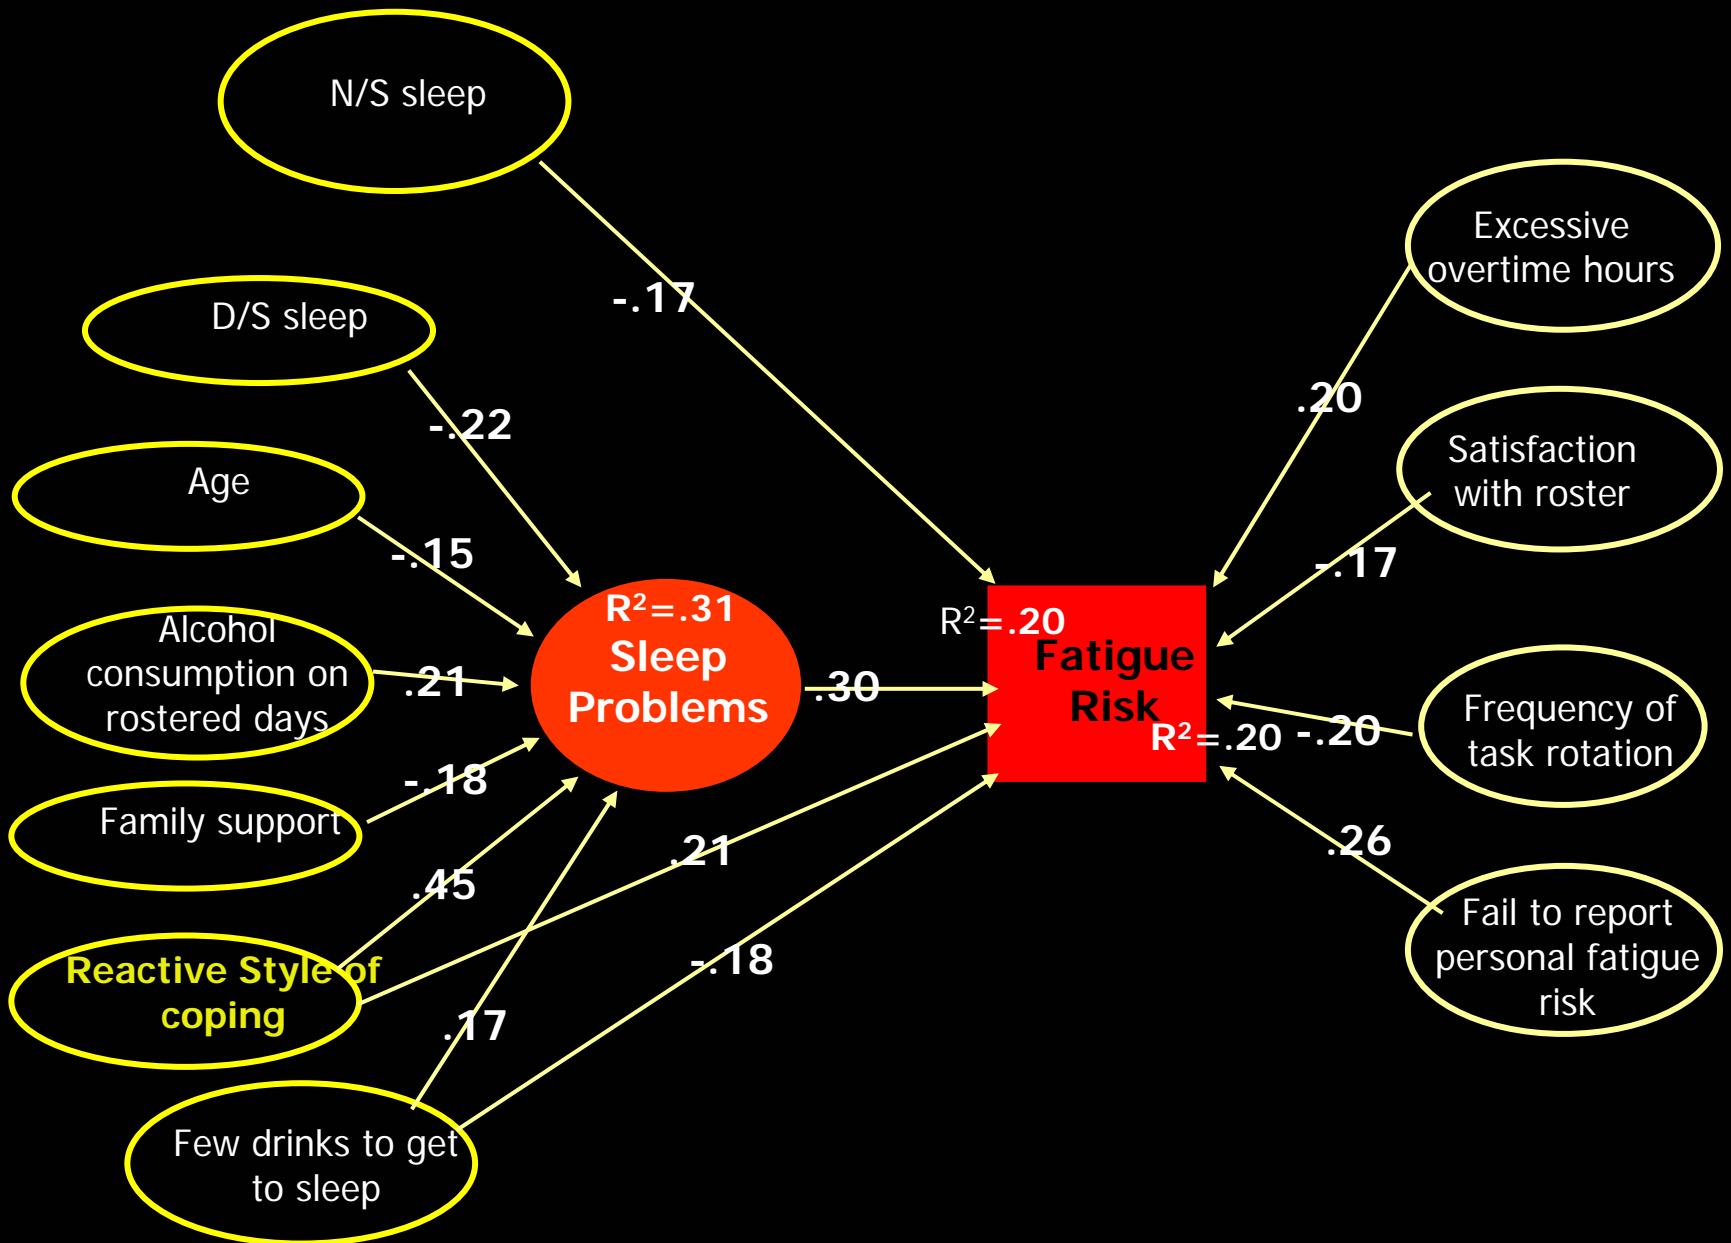 N/S sleep
D/S sleep
-.17
Excessive
overtime hours
-.22
.20
Age
Satisfaction
with roster
-.15
-.17
Alcohol
consumption on
rostered days
.21
R²=.31
Sleep
Problems
.30
R²=.20
Fatigue
Risk
R²=.20
-.20
Frequency of
task rotation
Family support
-.18
.45
.21
.26
Reactive Style of
coping
-.18
Fail to report
personal fatigue
risk
.17
Few drinks to get
to sleep